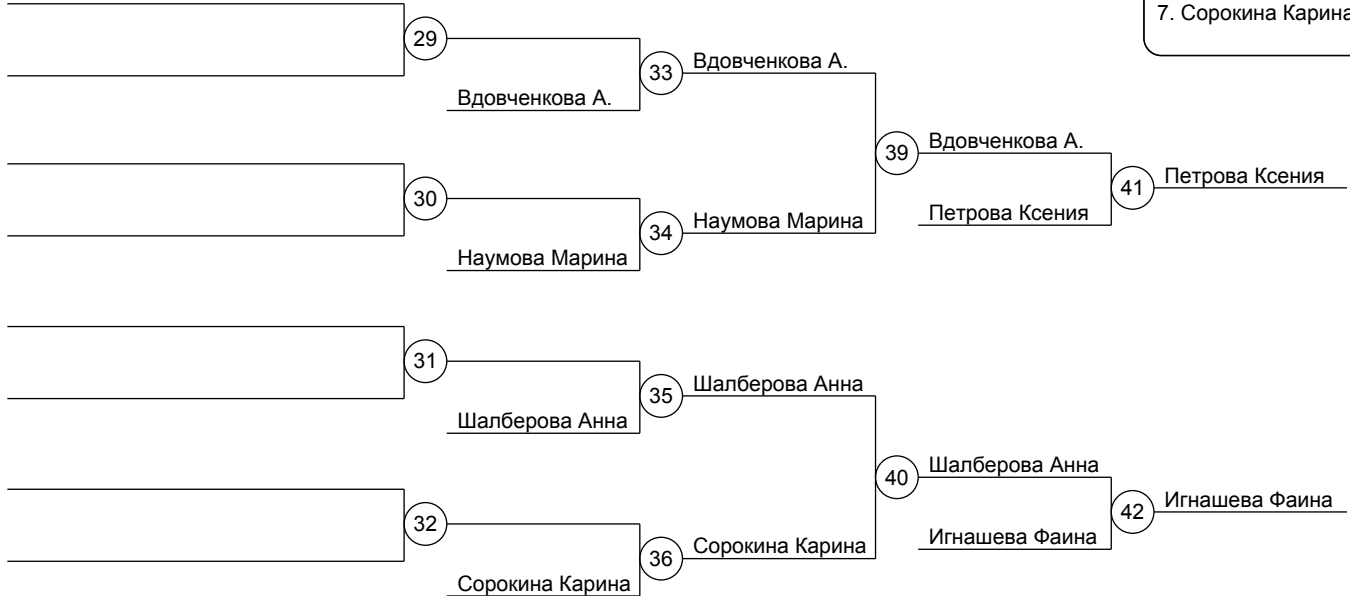 7. Сорокина Карина
29
33
Вдовченкова А.
Вдовченкова А.
39
Вдовченкова А.
30
41
Петрова Ксения
34
Наумова Марина
Петрова Ксения
Наумова Марина
31
35
Шалберова Анна
Шалберова Анна
40
Шалберова Анна
32
42
Игнашева Фаина
36
Сорокина Карина
Игнашева Фаина
Сорокина Карина